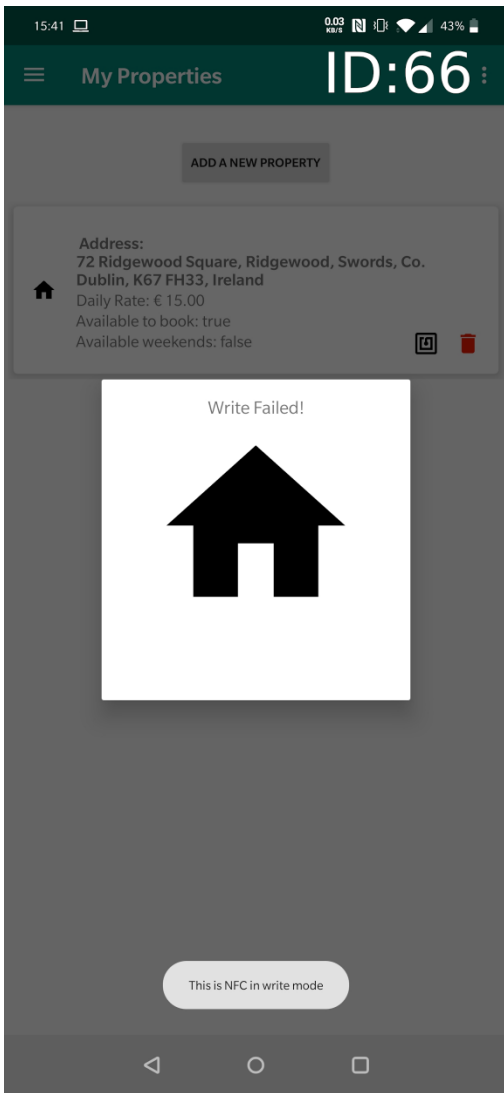 15:41
0.03
KB/S
43%
My Properties
ID:66
ADD A NEW PROPERTY
Address:
72 Ridgewood Square, Ridgewood, Swords, Co.
Dublin, K67 FH33, Ireland
Daily Rate: € 15.00
Available to book: true
Available weekends: false
Write Failed!
This is NFC in write mode